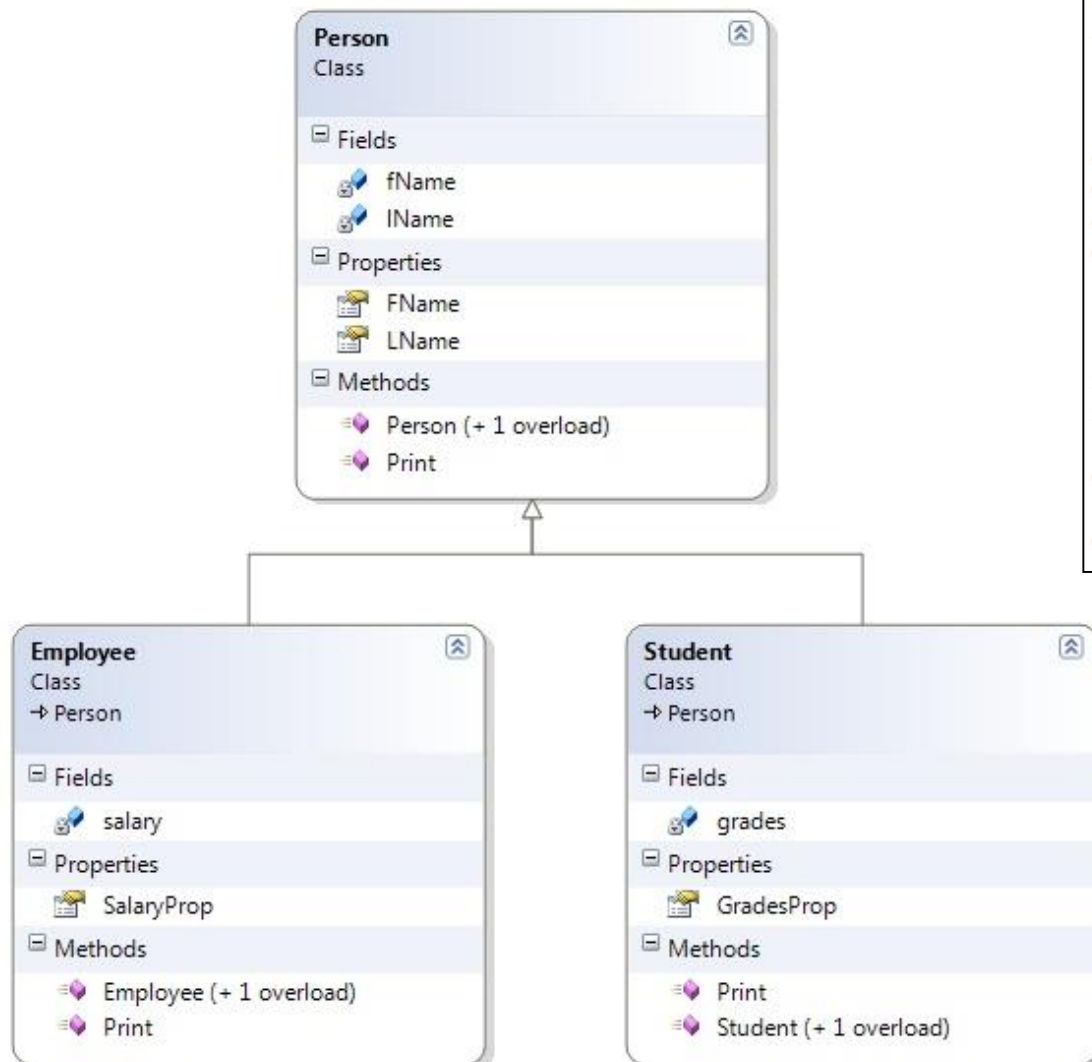 Person
Class
Fields
fName
lName
Properties
FName
LName
Methods
Person (+ 1 overload)
Print
Employee
Class
Person
Fields
salary
Properties
SalaryProp
Methods
Employee (+ 1 overload)
Print
Student
Class
Person
Fields
grades
Properties
GradesProp
Methods
Print
Student (+ 1 overload)